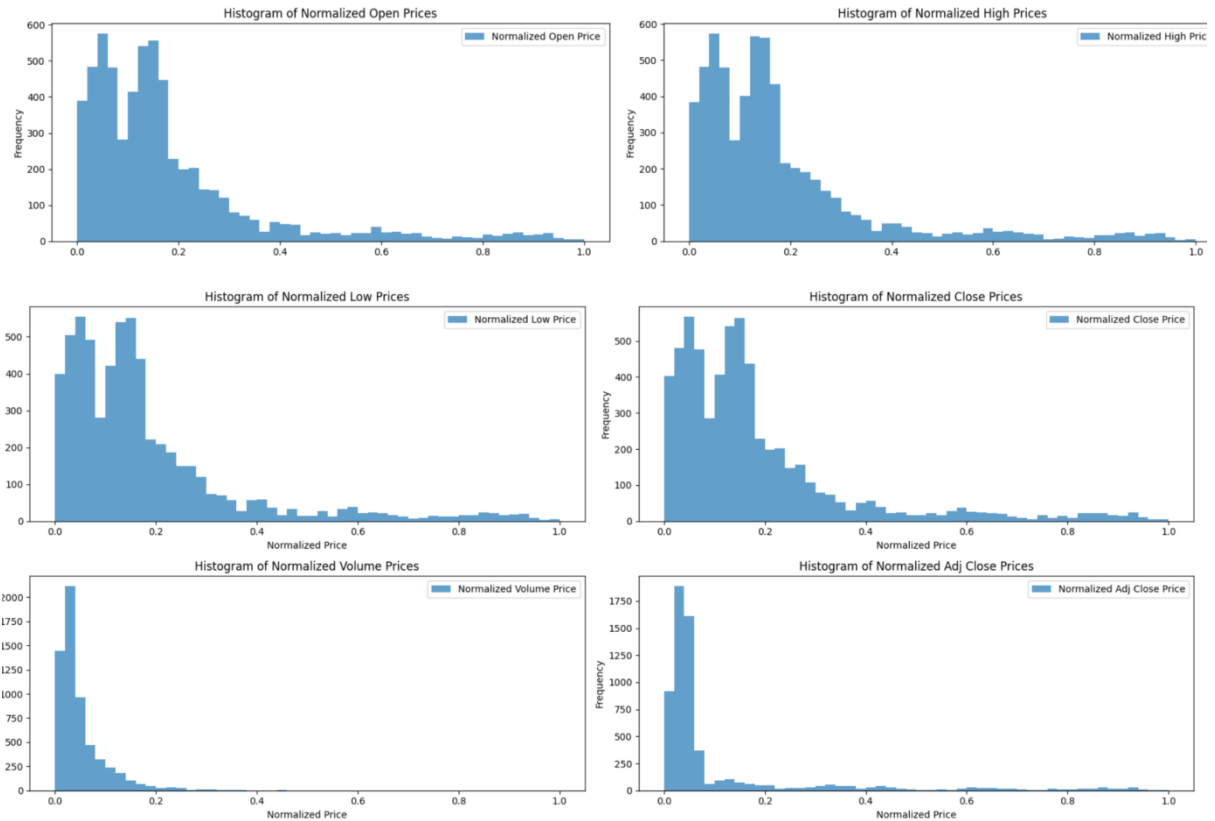 Histogram of Normalized Open Prices
Normalized Open Price
Frequency
600
500
400
300
200
100
0
0.0 0.2 0.4 0.6 0.8 1.0
Histogram of Normalized High Prices
Normalized High Pric
Frequency
600
500
400
300
200
100
0
0.0 0.2 0.4 0.6 0.8 1.0
Histogram of Normalized Low Prices
Normalized Low Price
500
400
300
200
100
0
0.0 0.2 0.4 0.6 0.8 1.0
Normalized Price
Histogram of Normalized Close Prices
Normalized Close Price
Frequency
500
400
300
200
100
0
0.0 0.2 0.4 0.6 0.8 1.0
Normalized Price
Histogram of Normalized Volume Prices
Normalized Volume Price
2000
1750
1500
1250
1000
750
500
250
0
0.0 0.2 0.4 0.6 0.8 1.0
Normalized Price
Histogram of Normalized Adj Close Prices
Normalized Adj Close Price
Frequency
1750
1500
1250
1000
750
500
250
0
0.0 0.2 0.4 0.6 0.8 1.0
Normalized Price